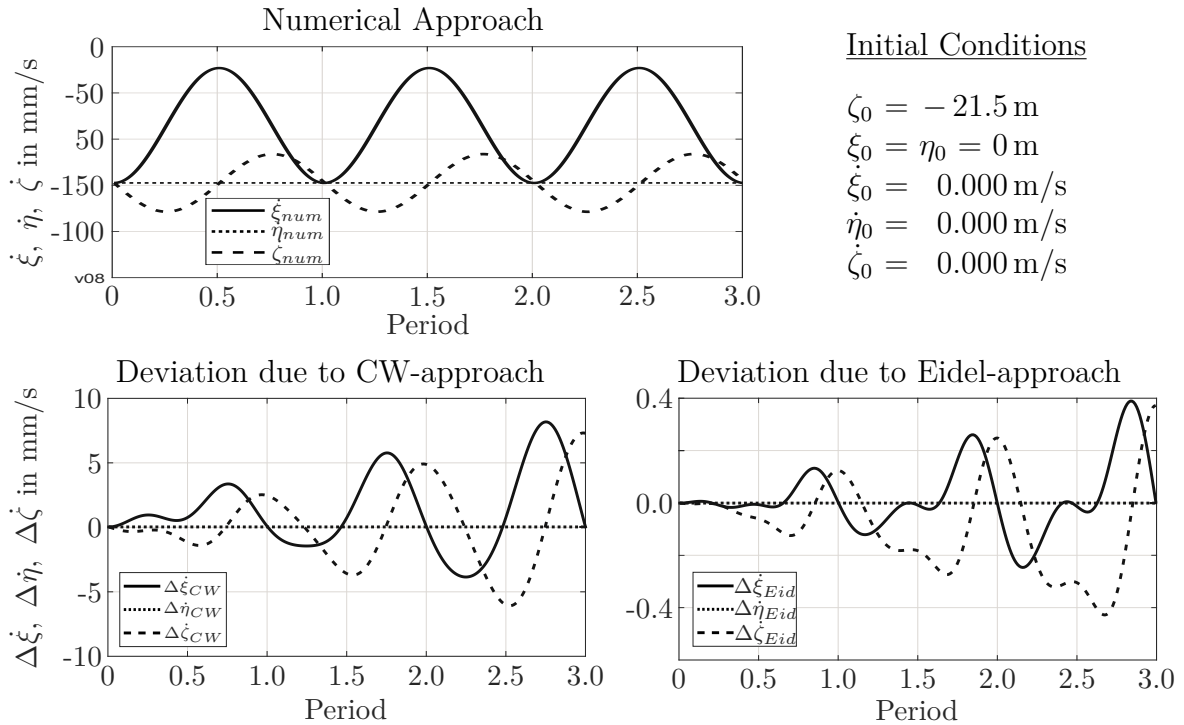 Numerical Approach
0
-50
50
-150
-100
v08
ξ̇, η̇, ζ̇ in mm/s
ξ̇num
η̇num
ζ̇num
0 0.5 1.0 1.5 2.0 2.5 3.0
Period
Initial Conditions
ζ0 = − 21.5 m
ξ0 = η0 = 0 m
ξ̇0 = 0.000 m/s
η̇0 = 0.000 m/s
ζ̇0 = 0.000 m/s
Deviation due to CW-approach
10
5
0
-5
-10
Δξ̇, Δη̇, Δζ̇ in mm/s
Δξ̇CW
Δη̇CW
Δζ̇CW
0 0.5 1.0 1.5 2.0 2.5 3.0
Period
Deviation due to Eidel-approach
0.4
0.0
-0.4
Δξ̇Eid
Δη̇Eid
Δζ̇Eid
0 0.5 1.0 1.5 2.0 2.5 3.0
Period